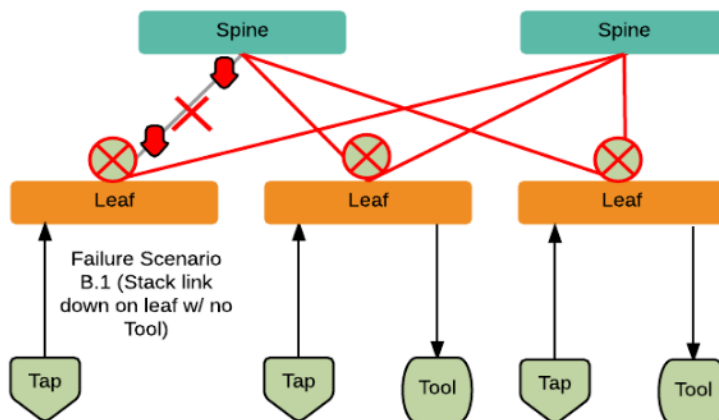 Spine
Spine
Leaf
Leaf
Leaf
Failure Scenario
B.1 (Stack link
down on leaf w/ no
Tool)
Tap
Tap
Tool
Tap
Tool